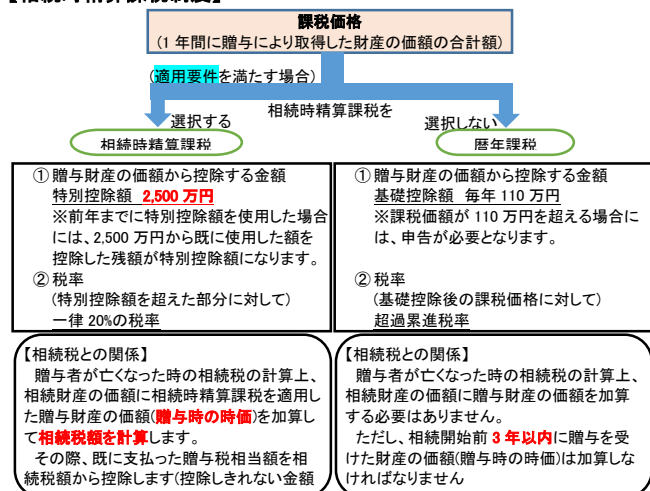 課税価格
(1 年間に贈与により取得した財産の価額の合計額)
(適用要件を満たす場合)
相続時精算課税を
選択する
選択しない
相続時精算課税
暦年課税
① 贈与財産の価額から控除する金額
特別控除額 2,500 万円
※前年までに特別控除額を使用した場合
には、2,500 万円から既に使用した額を
控除した残額が特別控除額になります。
② 税率
(特別控除額を超えた部分に対して)
一律 20%の税率
① 贈与財産の価額から控除する金額
基礎控除額 毎年 110 万円
※課税価格が 110 万円を超える場合に
は、申告が必要となります。
② 税率
(基礎控除後の課税価格に対して)
超過累進税率
【相続税との関係】
贈与者が亡くなった時の相続税の計算上、
相続財産の価額に相続時精算課税を適用し
た贈与財産の価額(贈与時の時価)を加算し
て相続税額を計算します。
その際、既に支払った贈与税相当額を相
続税額から控除します(控除しきれない金額
【相続税との関係】
贈与者が亡くなった時の相続税の計算上、
相続財産の価額に贈与財産の価額を加算
する必要はありません。
ただし、相続開始前 3 年以内に贈与を受
けた財産の価額(贈与時の時価)は加算しな
ければなりません